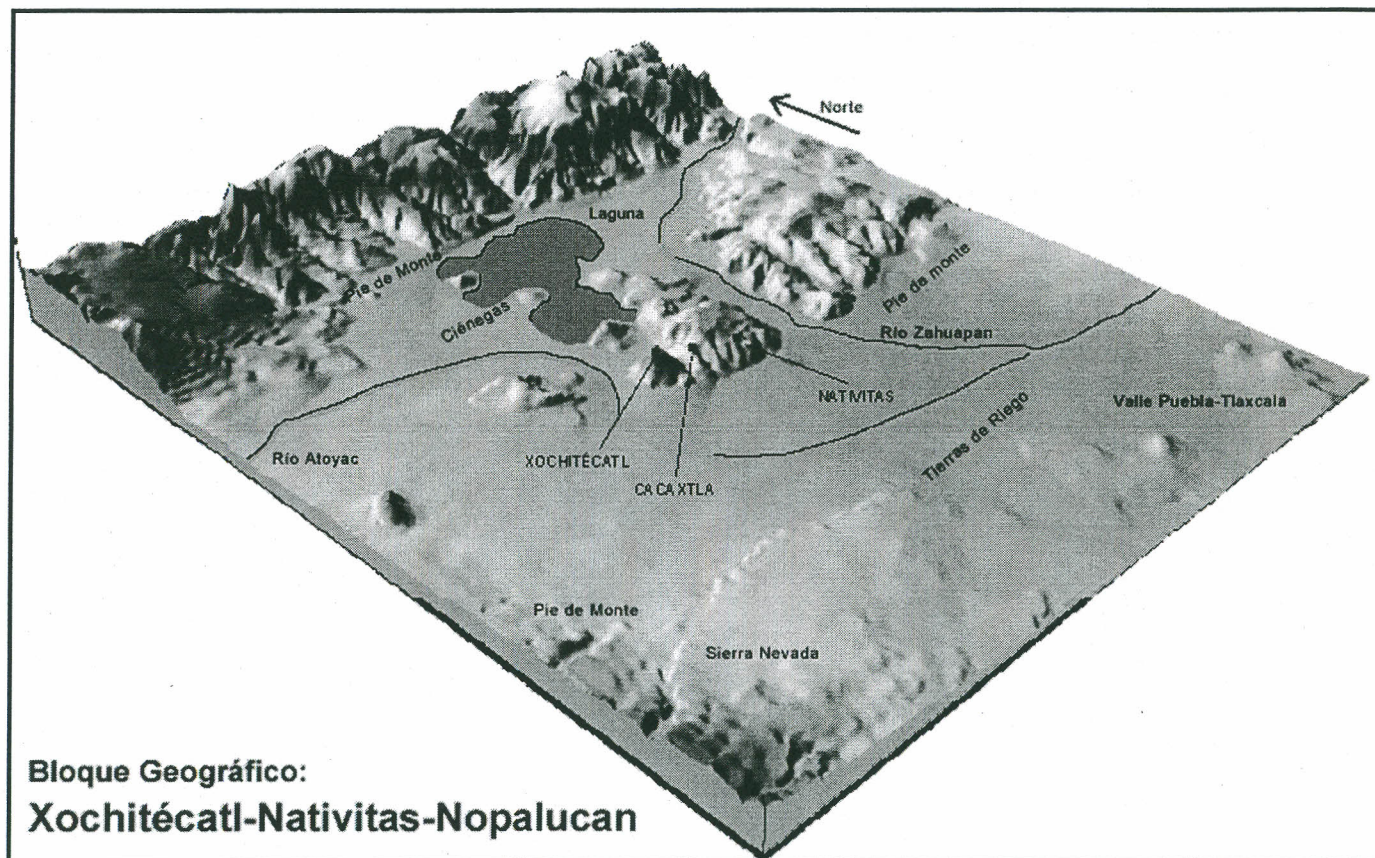 Norte
Laguna
Pie de Monte
Ciénegas
Pie de monte
Río Zahuapan
NATIVITAS
Valle Puebla-Tlaxcala
Tierras de Riego
Río Atoyac
XOCHITÉCATL
CACAXTLA
Pie de Monte
Sierra Nevada
Bloque Geográfico:
Xochitécatl-Nativitas-Nopalucan